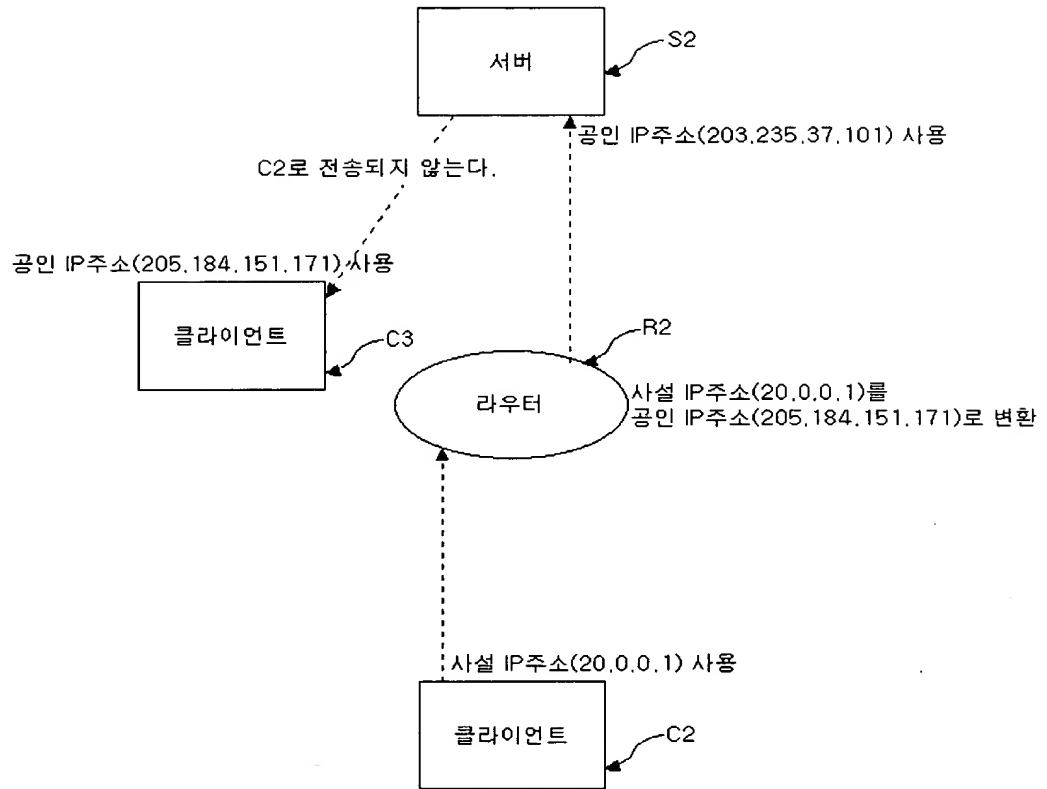 서버
S2
공인 IP주소(203.235.37.101) 사용
C2로 전송되지 않는다.
공인 IP주소(205.184.151.171) 사용
클라이언트
C3
R2
라우터
사설 IP주소(20.0.0.1)를
공인 IP주소(205.184.151.171)로 변환
사설 IP주소(20.0.0.1) 사용
클라이언트
C2